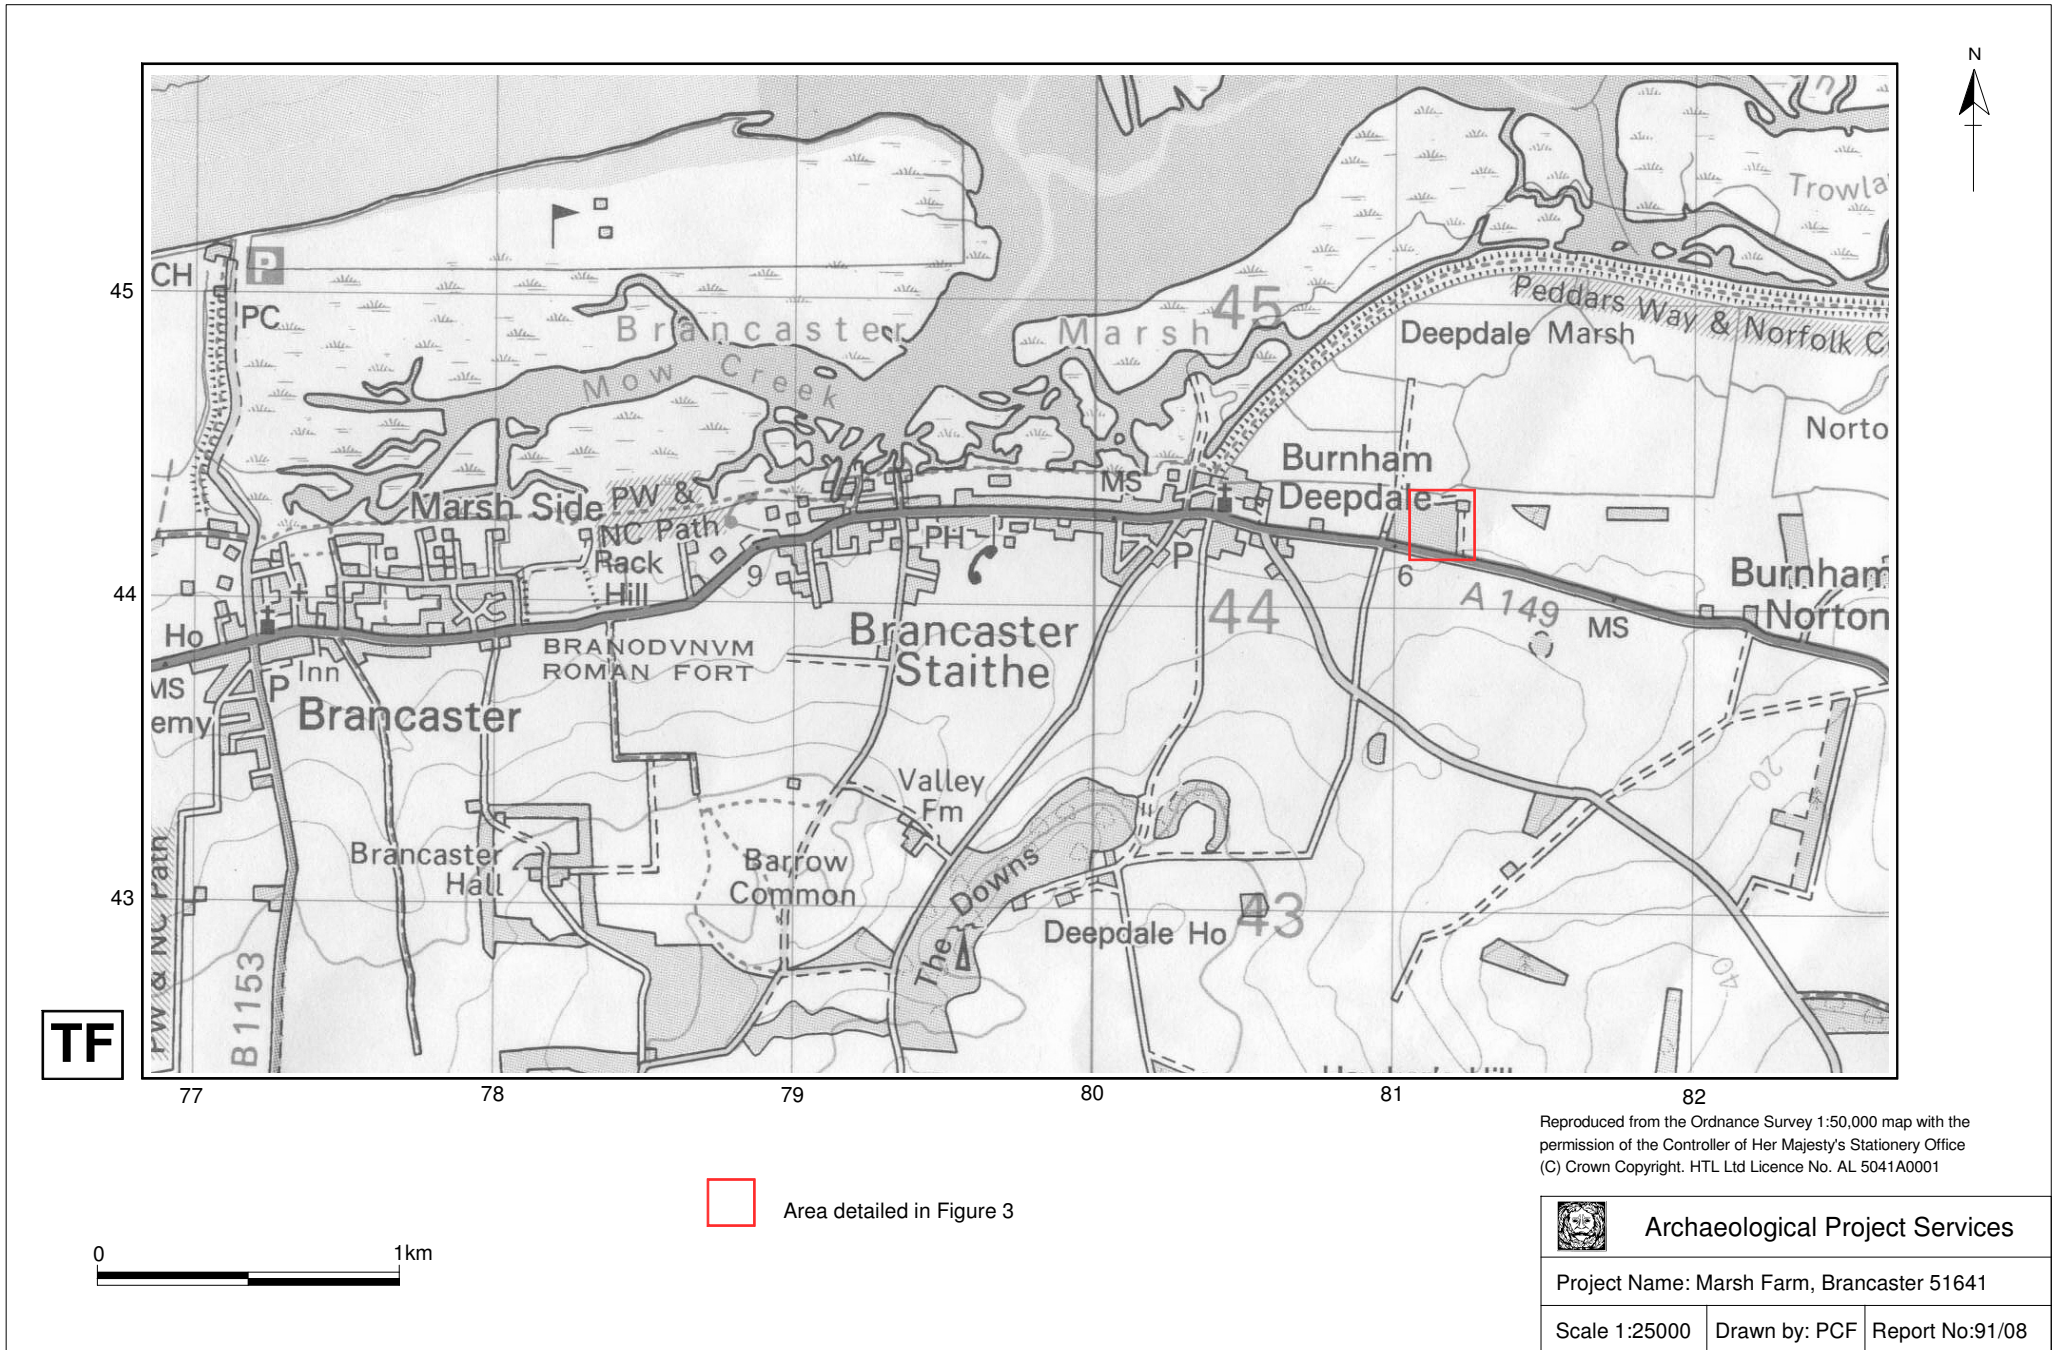 N
CH
P
PC
45
Brancaster
Marsh
45
Mow Creek
Trowla
Peddars Way & Norfolk C
Deepdale Marsh
Norto
Burnham
Deepdale
Marsh Side
PW &
NC Path
MS
PH
P
Rack
Hill
9
6
44
44
A 149
MS
Burnham
Norton
Ho
MS
emy
P
Inn
Brancaster
BRANODVNVM
ROMAN FORT
Brancaster
Staithe
Valley
Fm
20
Brancaster
Hall
Barrow
Common
The Downs
Deepdale Ho
43
43
40
PW & NC Path
B1153
TF
77
78
79
80
81
82
Reproduced from the Ordnance Survey 1:50,000 map with the
permission of the Controller of Her Majesty's Stationery Office
(C) Crown Copyright. HTL Ltd Licence No. AL 5041A0001
Area detailed in Figure 3
0
1km
Archaeological Project Services
Project Name: Marsh Farm, Brancaster 51641
Scale 1:25000
Drawn by: PCF
Report No:91/08